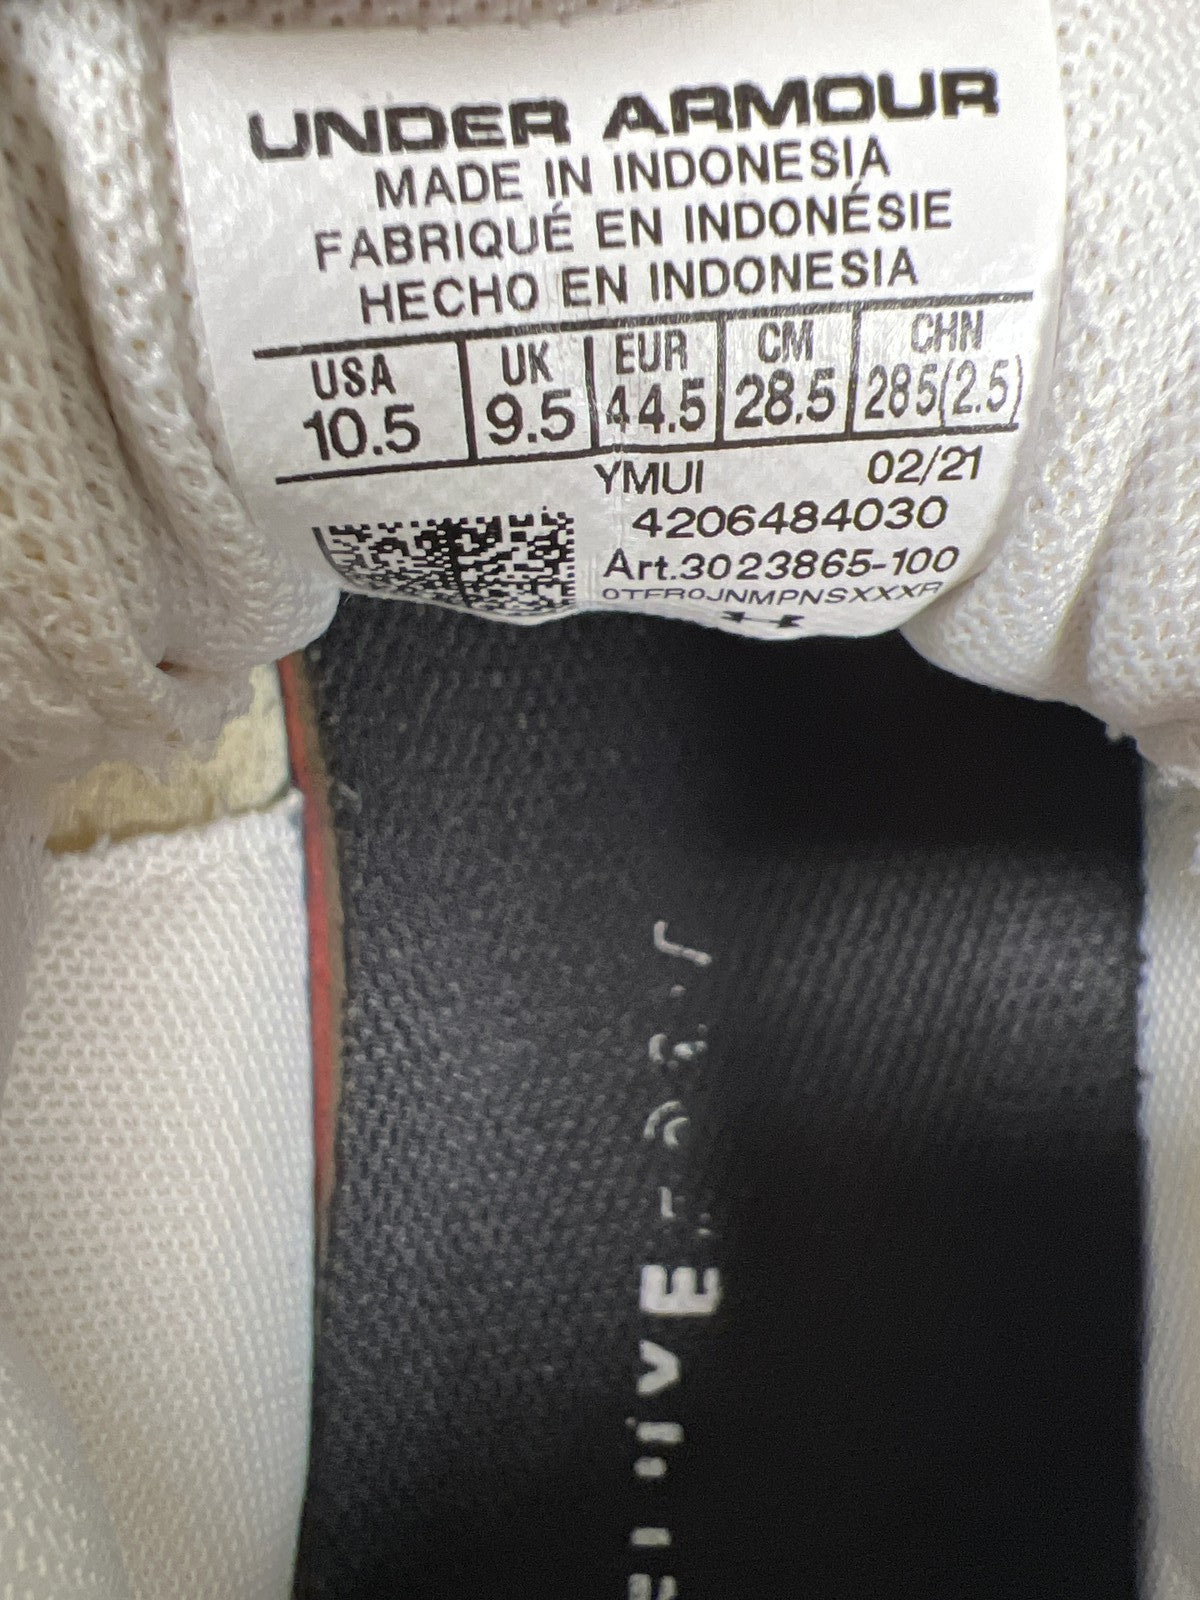 UNDER ARMOUR
MADE IN INDONESIA
FABRIQUÉ EN INDONÉSIE
HECHO EN INDONESIA
USA UK EUR CM CHN
10.5 9.5 44.5 28.5 285(2.5)
YMUI 02/21
4206484030
Art.3023865-100